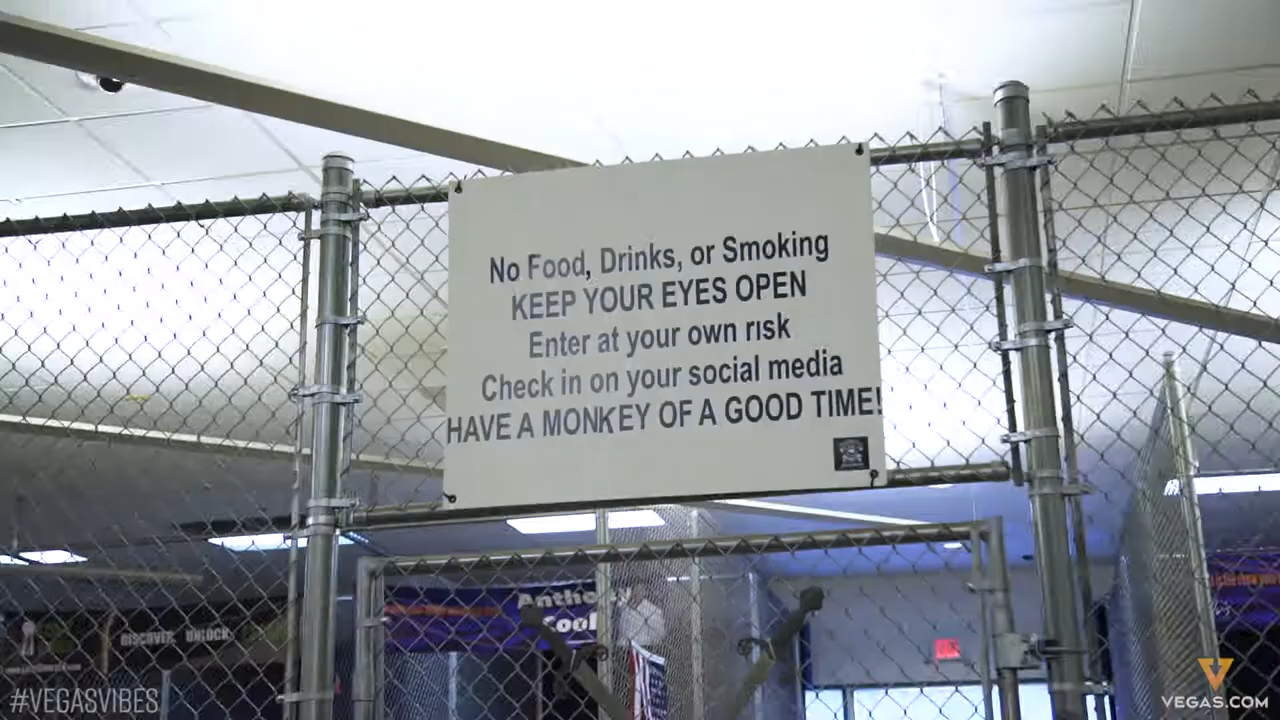 No Food, Drinks, or Smoking
KEEP YOUR EYES OPEN
Enter at your own risk
Check in on your social media
HAVE A MONKEY OF A GOOD TIME!
Anthony
Cool
DISCOVER. UNLOCK.
#VEGASVIBES
VEGAS.COM